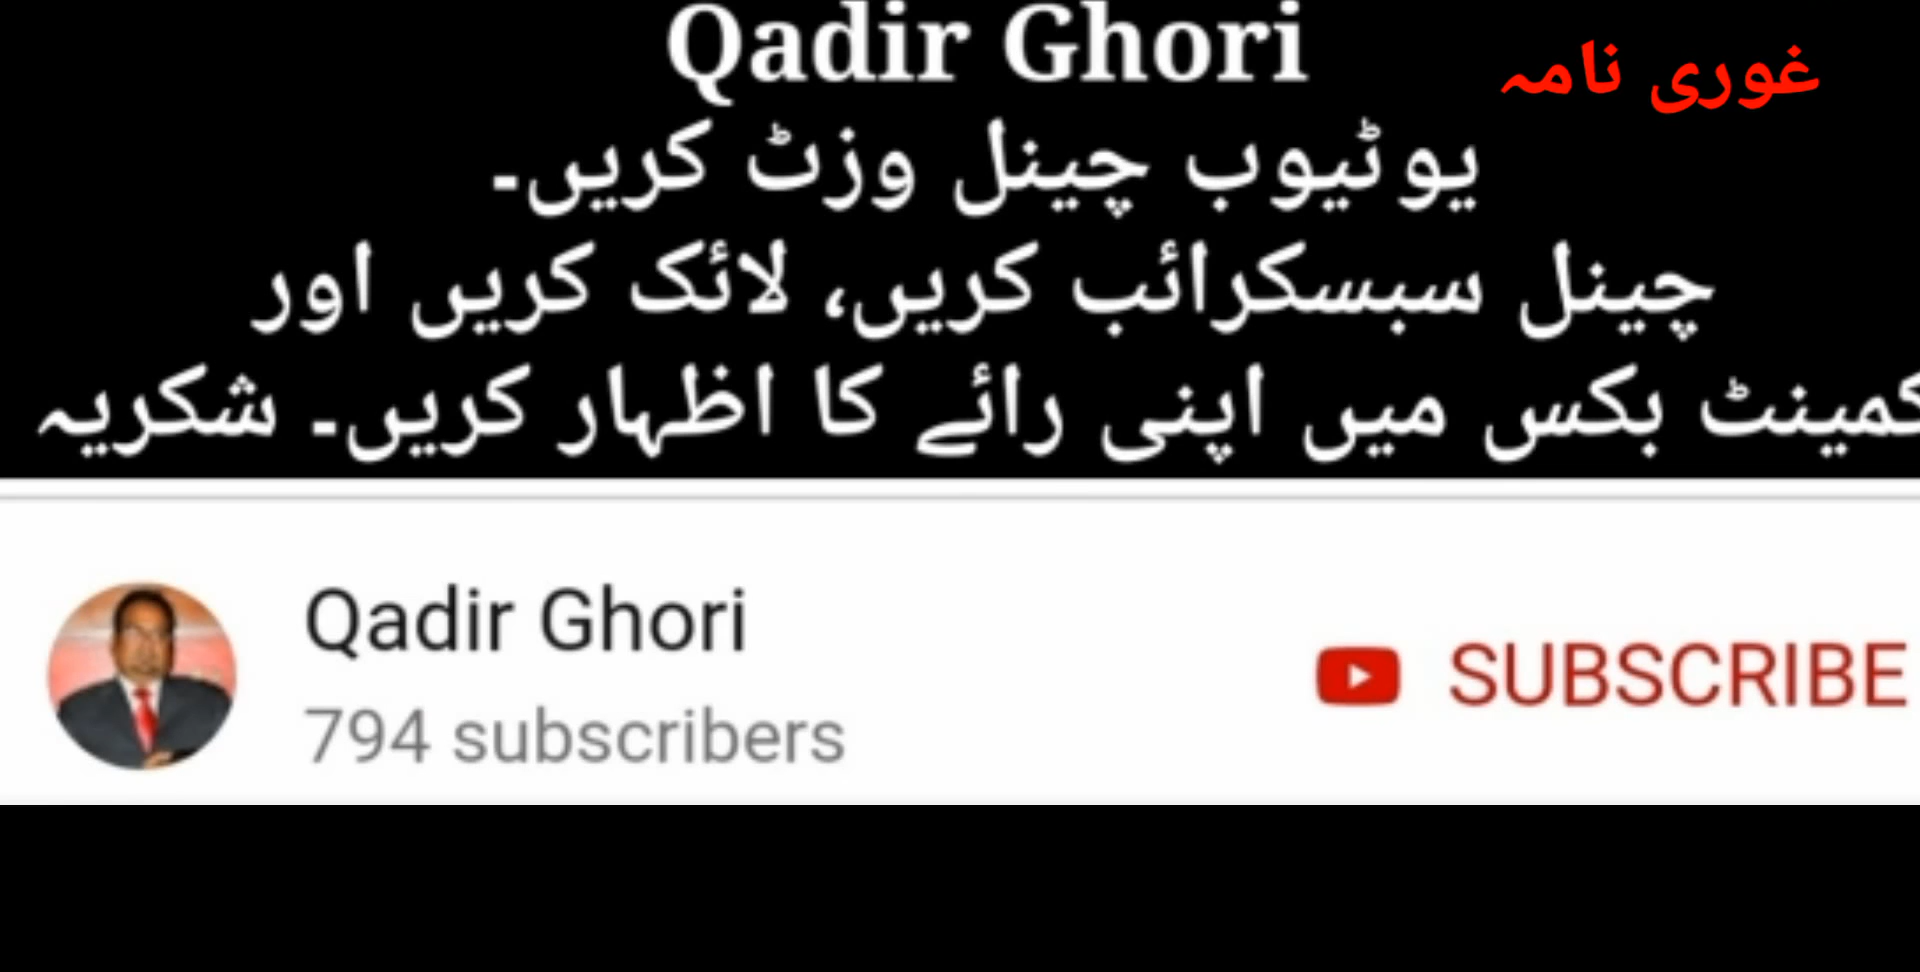 Qadir Ghori
غوری نامہ
یوٹیوب چینل وزٹ کریں۔
چینل سبسکرائب کریں، لائک کریں اور
کمینٹ بکس میں اپنی رائے کا اظہار کریں۔ شکریہ
Qadir Ghori
794 subscribers
SUBSCRIBE